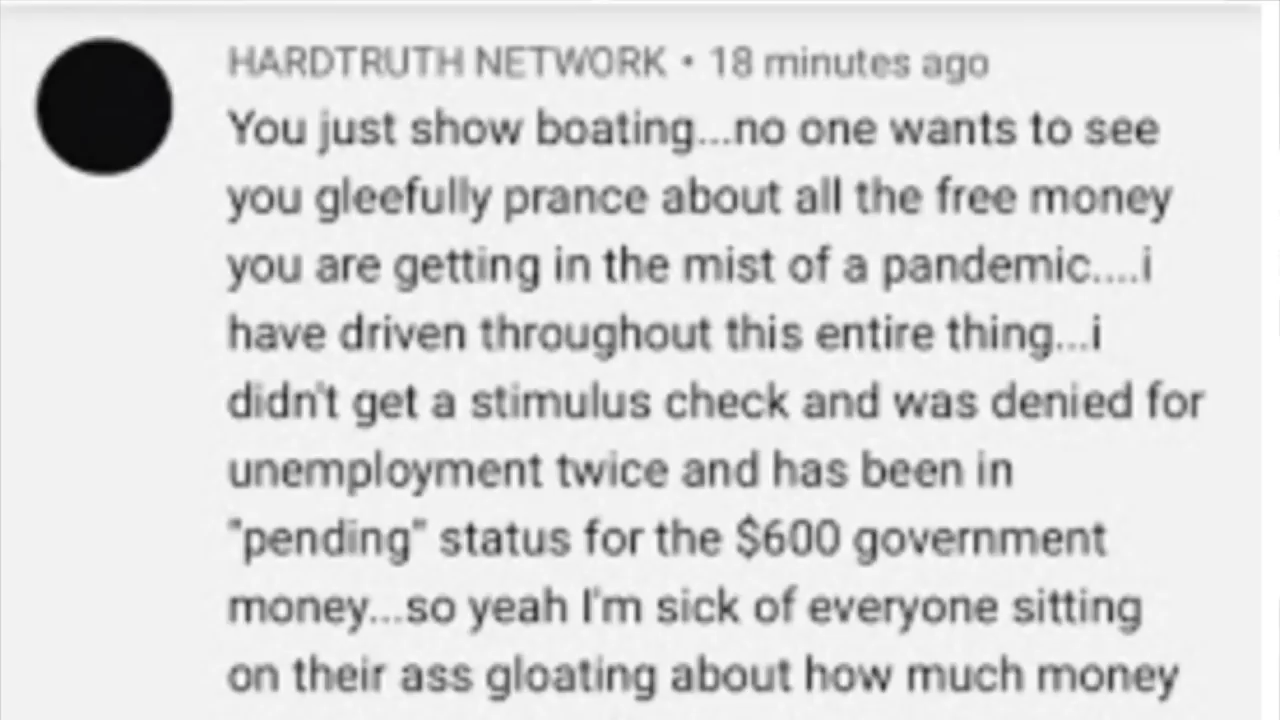 HARDTRUTH NETWORK • 18 minutes ago
You just show boating...no one wants to see
you gleefully prance about all the free money
you are getting in the mist of a pandemic....i
have driven throughout this entire thing...i
didn't get a stimulus check and was denied for
unemployment twice and has been in
"pending" status for the $600 government
money...so yeah I'm sick of everyone sitting
on their ass gloating about how much money